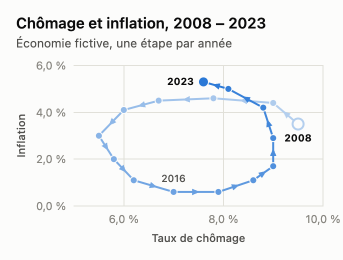 Chômage et inflation, 2008 – 2023
Économie fictive, une étape par année
6,0 %
4,0 %
2,0 %
0,0 %
Inflation
2023
2008
2016
6,0 %
8,0 %
10,0 %
Taux de chômage